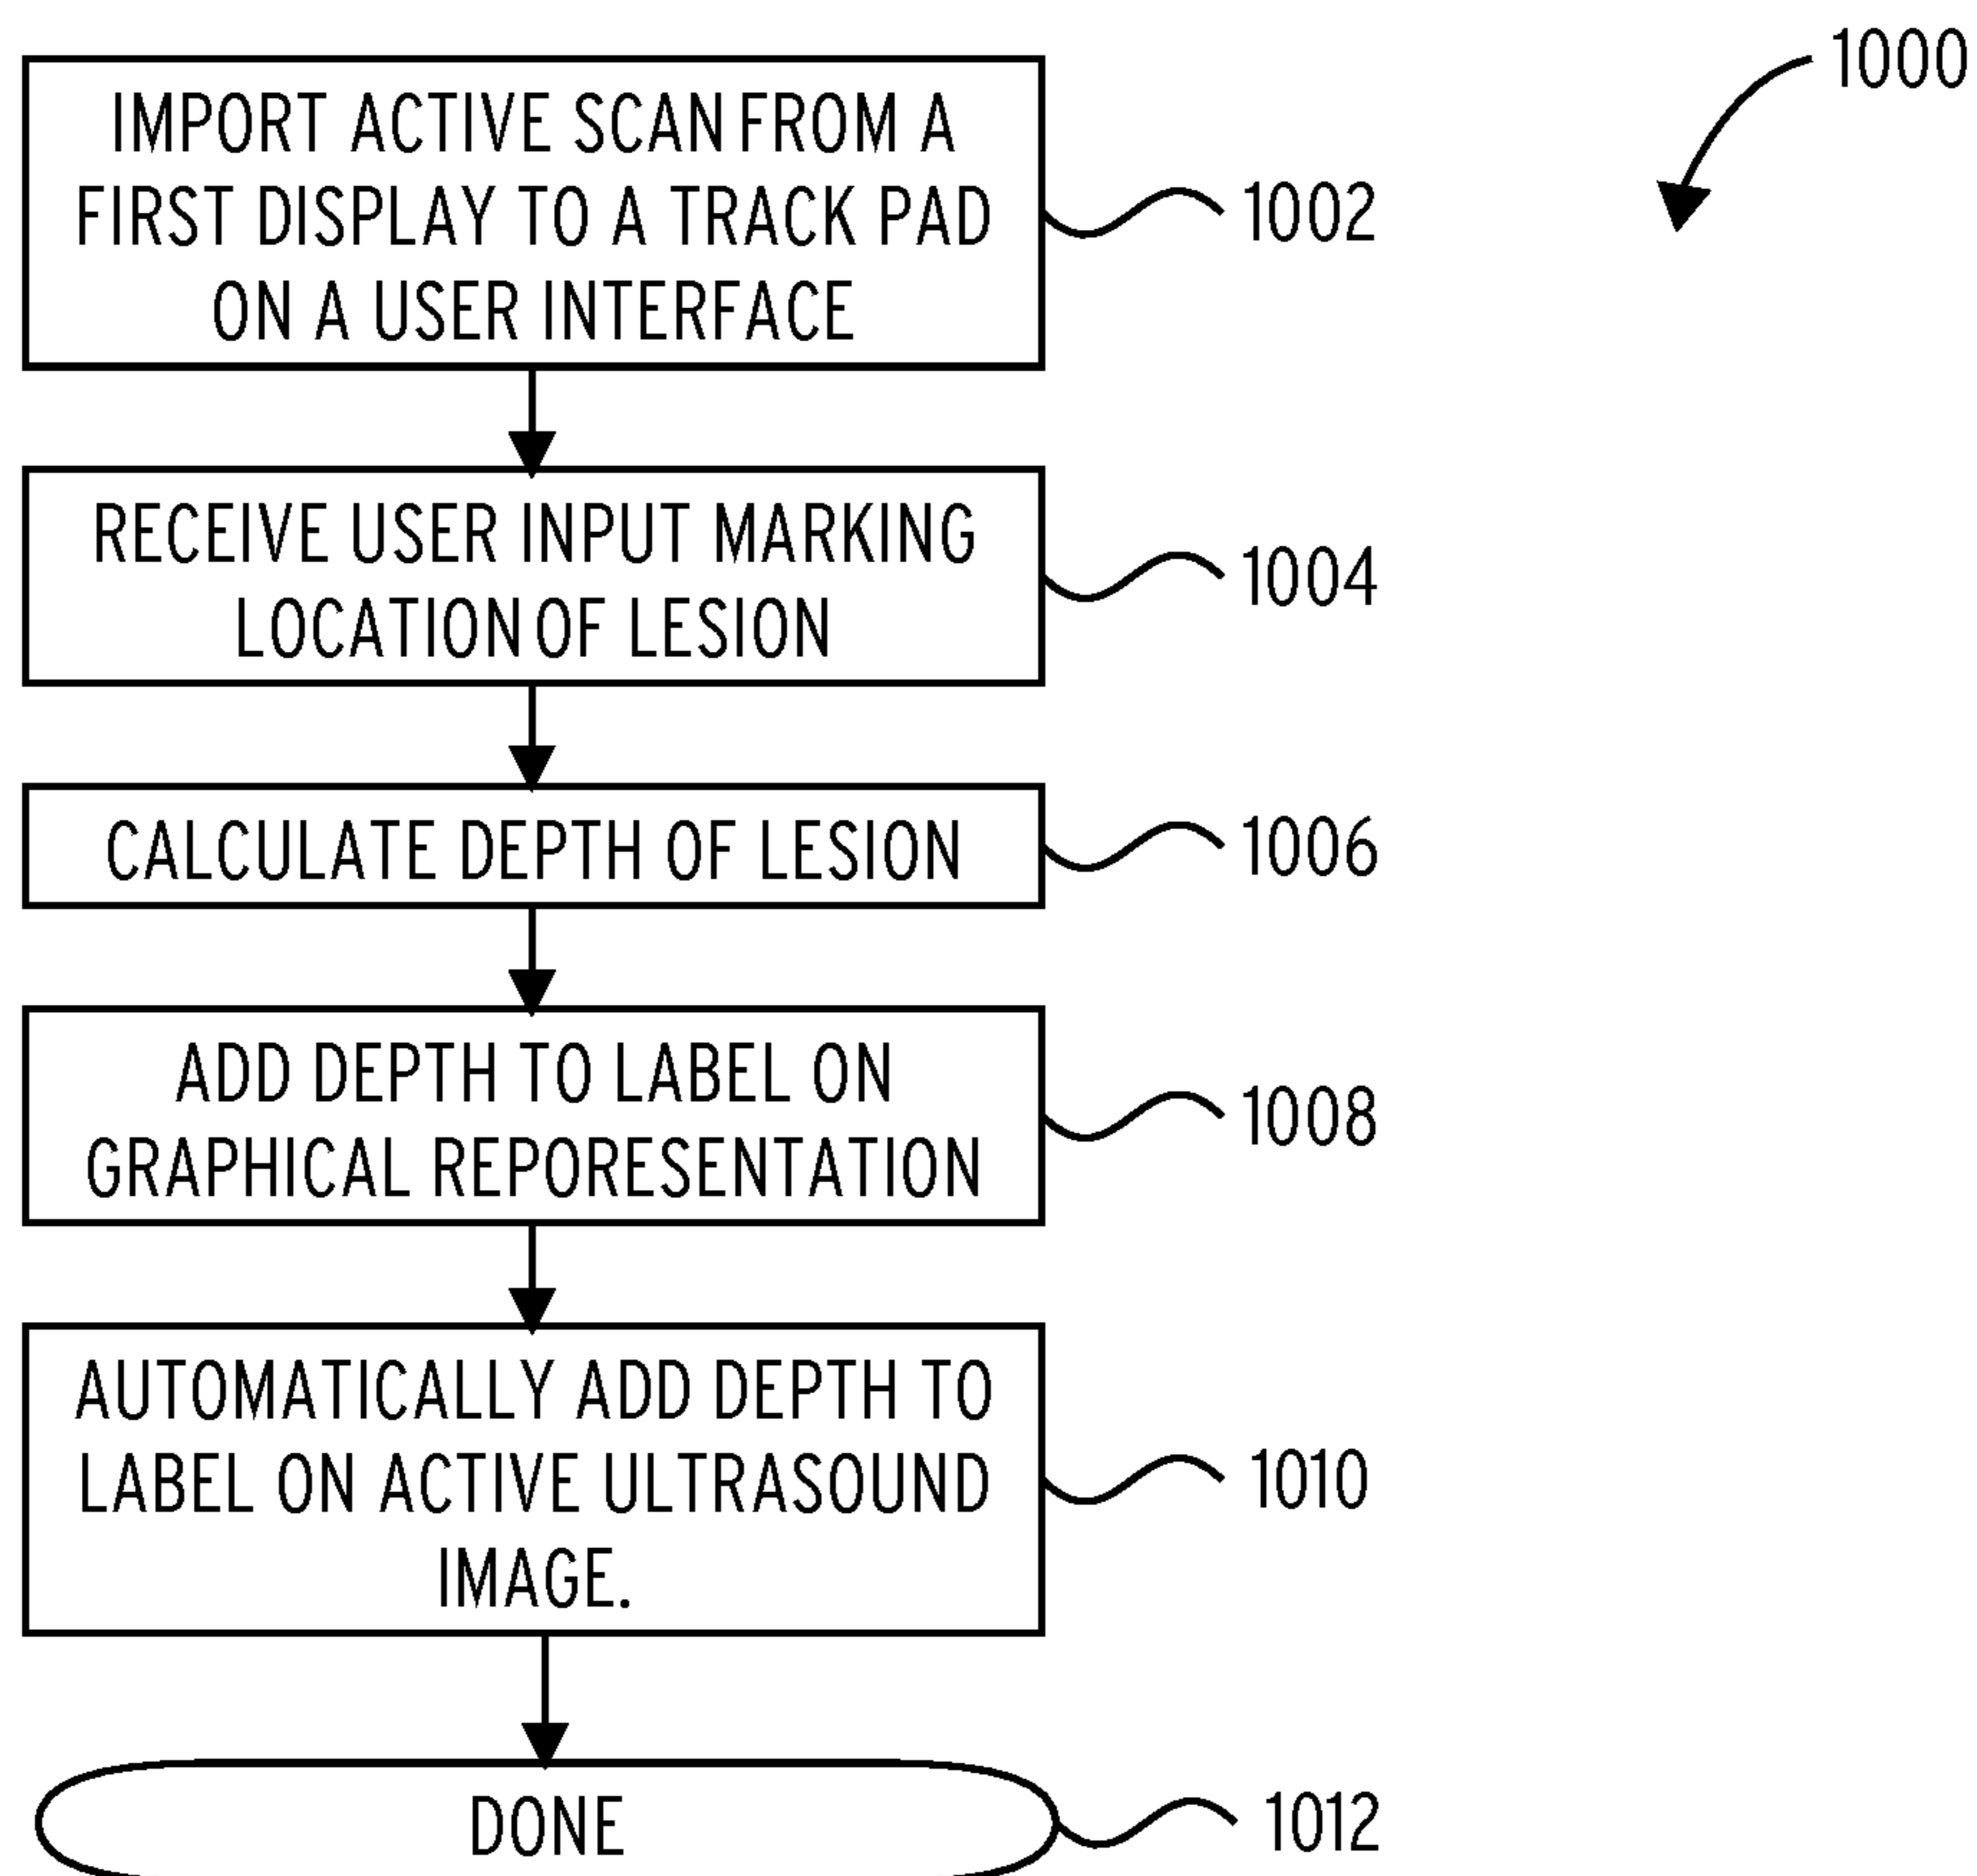 1000
IMPORT ACTIVE SCAN FROM A
FIRST DISPLAY TO A TRACK PAD
ON A USER INTERFACE
1002
RECEIVE USER INPUT MARKING
LOCATION OF LESION
1004
CALCULATE DEPTH OF LESION
1006
ADD DEPTH TO LABEL ON
GRAPHICAL REPORESENTATION
1008
AUTOMATICALLY ADD DEPTH TO
LABEL ON ACTIVE ULTRASOUND
IMAGE.
1010
DONE
1012